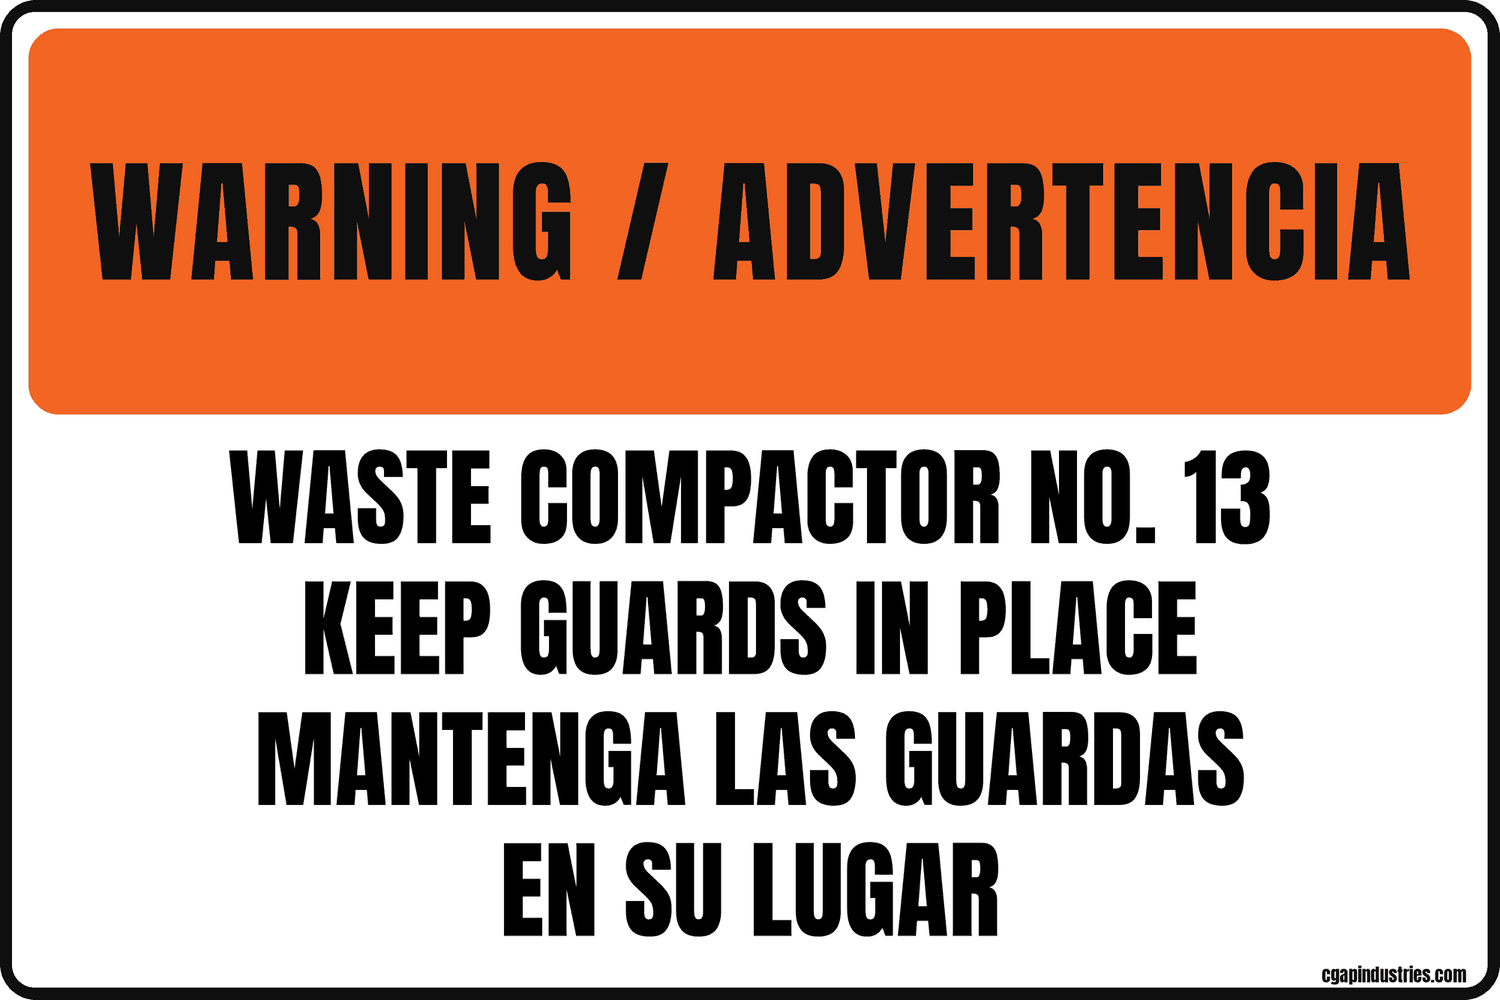 WARNING / ADVERTENCIA
WASTE COMPACTOR NO. 13
KEEP GUARDS IN PLACE
MANTENGA LAS GUARDAS
EN SU LUGAR
cgapindustries.com